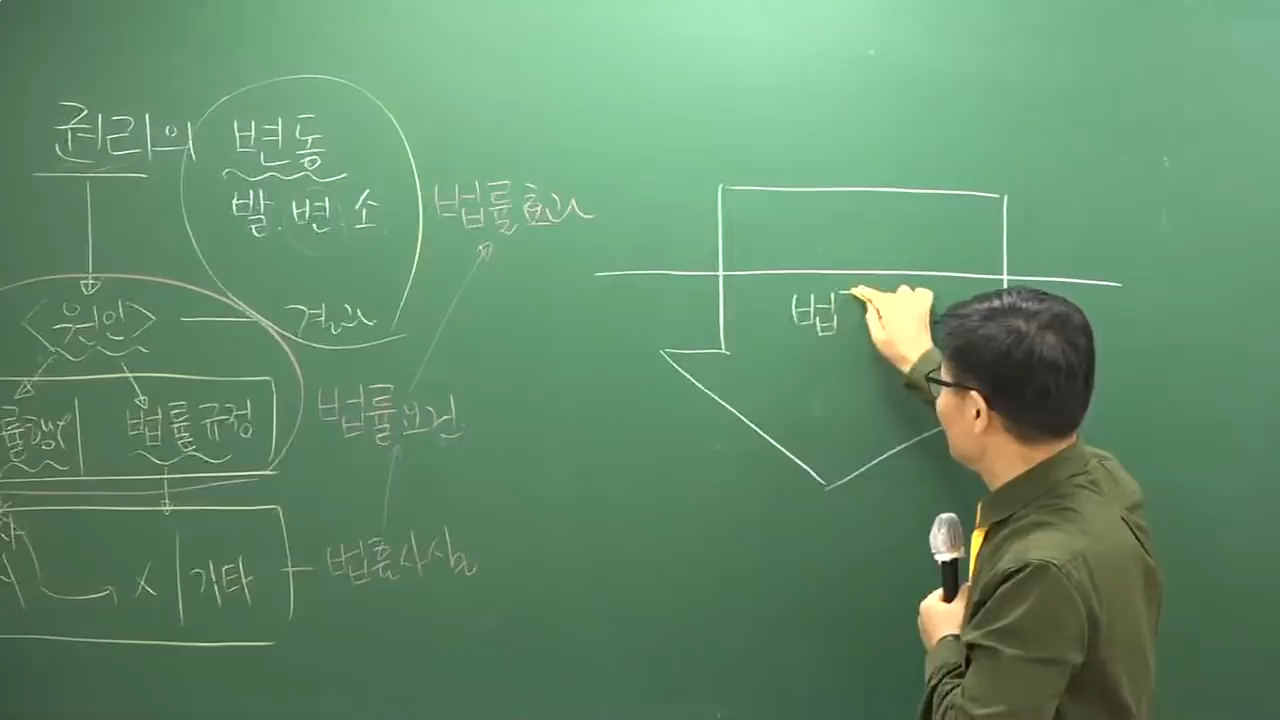 권리의 변동
발. 변. 소
법률효과
원인
결과
법률요건
법률규정
기타
법률사실
법